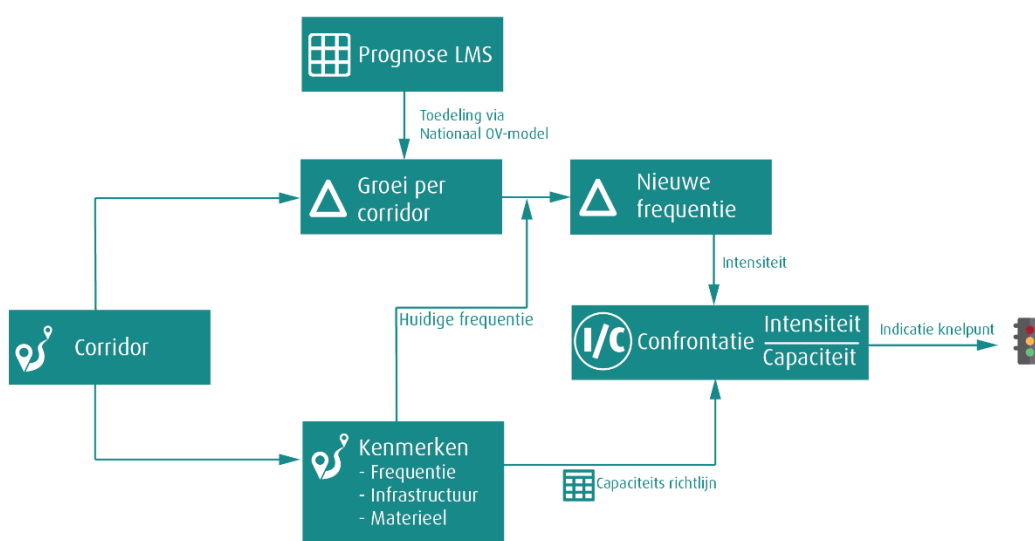 Prognose LMS
Toedeling via
Nationaal OV-model
Groei per
corridor
Nieuwe
frequentie
Intensiteit
Huidige frequentie
Corridor
I/C
Confrontatie
Intensiteit
Capaciteit
Indicatie knelpunt
Kenmerken
- Frequentie
- Infrastructuur
- Materieel
Capaciteits richtlijn